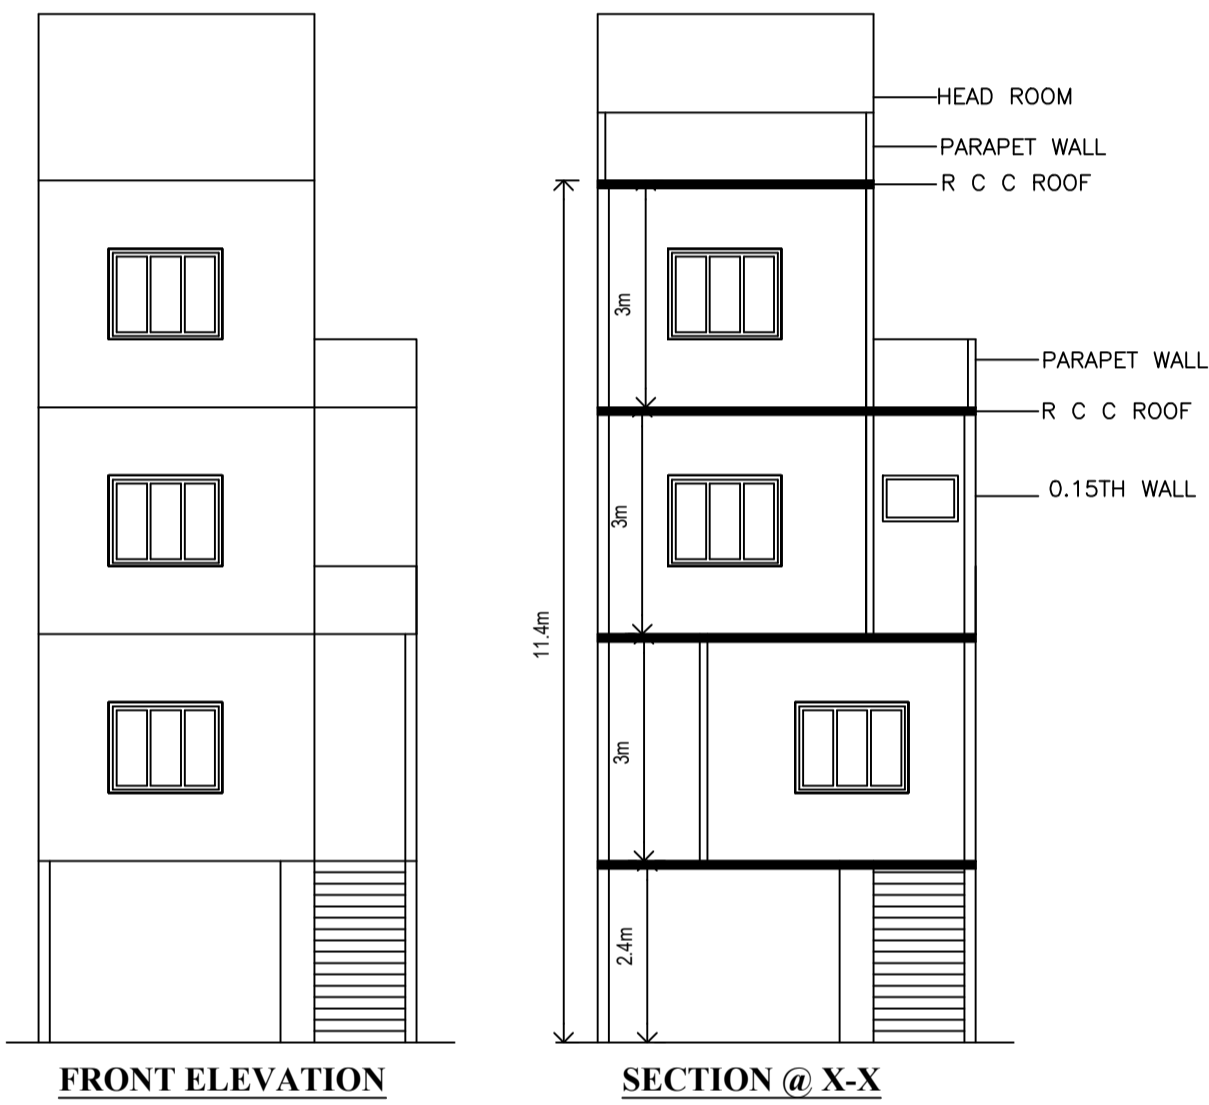 HEAD ROOM
PARAPET WALL
R C C ROOF
3m
PARAPET WALL
R C C ROOF
0.15TH WALL
3m
11.4m
3m
2.4m
FRONT ELEVATION
SECTION @ X-X